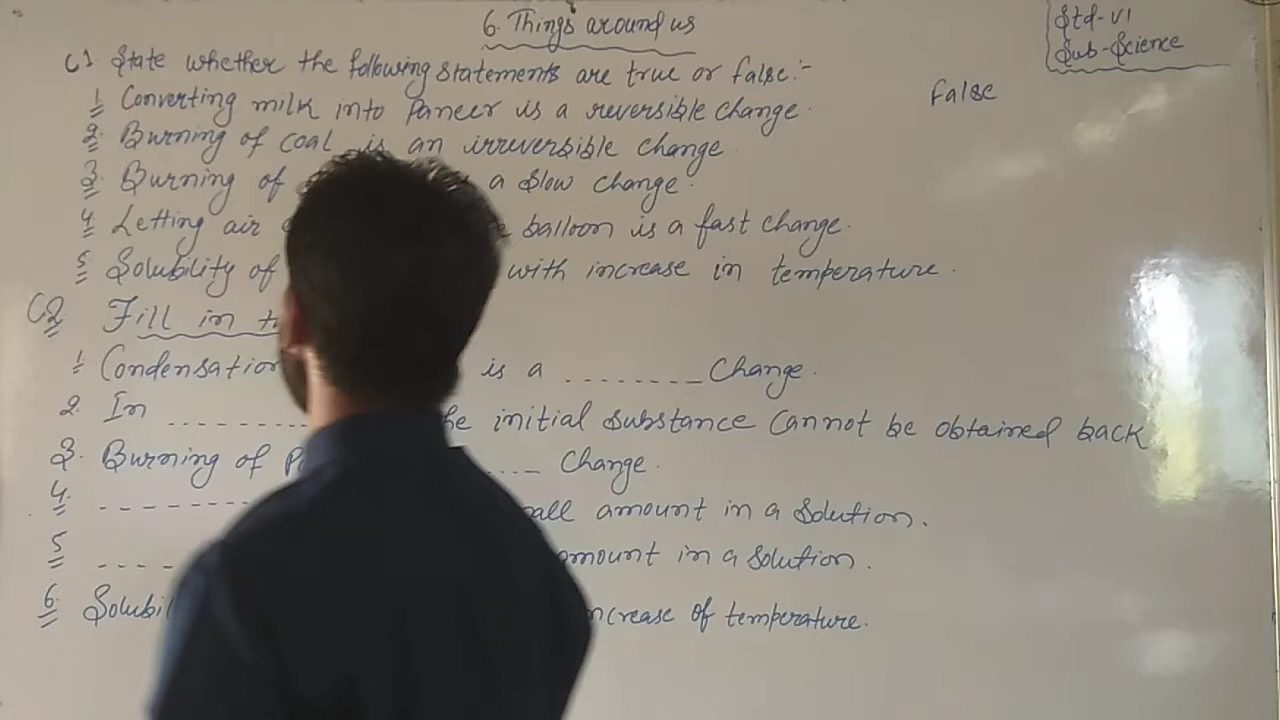 6. Things around us
Std-VI
Sub-Science
C1 State whether the following statements are true or false:-
1 Converting milk into Paneer is a reversible change. False
2. Burning of coal is an irreversible change
3. Burning of a slow change.
4 Letting air balloon is a fast change.
5 Solubility of with increase in temperature.
C2 Fill in
1 Condensation is a -------- Change.
2. In ---------- the initial substance cannot be obtained back
3. Burning of ---- Change.
4. ---------- amount in a solution.
5 ---- amount in a solution.
6. increase of temperature.